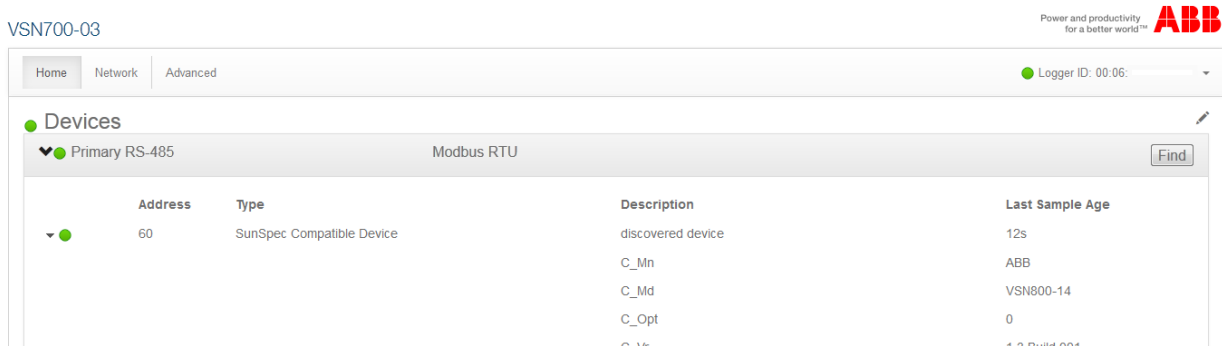 VSN700-03
Power and productivity
for a better world™
ABB
Home Network Advanced
Logger ID: 00:06:
Devices
Primary RS-485 Modbus RTU Find
Address Type Description Last Sample Age
60 SunSpec Compatible Device discovered device 12s
C_Mn ABB
C_Md VSN800-14
C_Opt 0